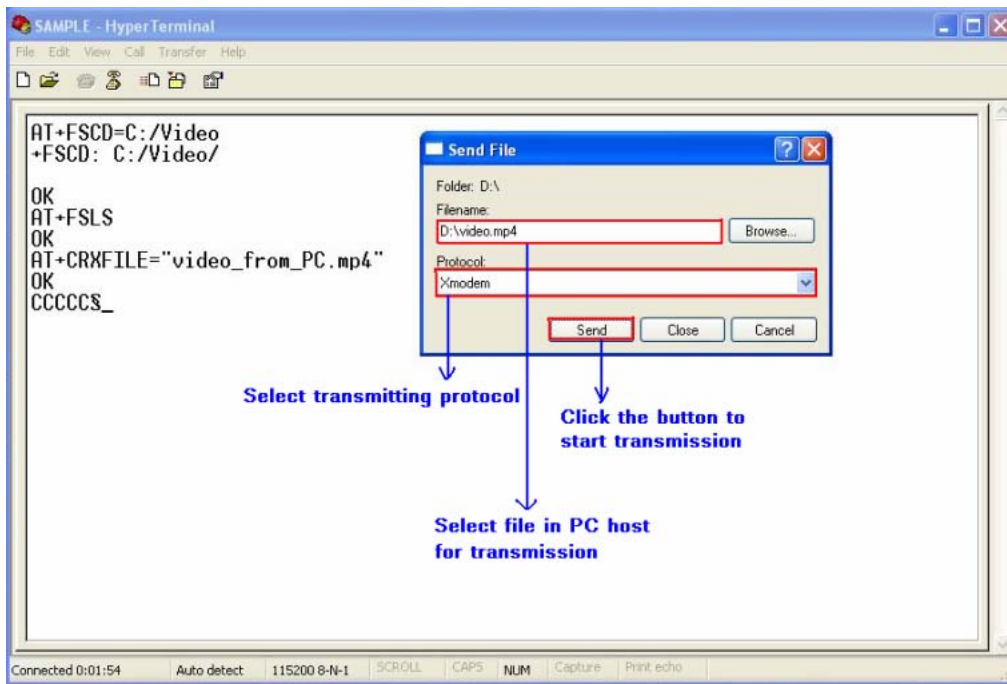 SAMPLE - HyperTerminal
File Edit View Call Transfer Help
AT+FSCD=C:/Video
+FSCD: C:/Video/
OK
AT+FSLS
OK
AT+CRXFILE="video_from_PC.mp4"
OK
CCCCC§_
Send File
Folder: D:\
Filename:
D:\video.mp4
Browse...
Protocol:
Xmodem
Send Close Cancel
Select transmitting protocol
Click the button to
start transmission
Select file in PC host
for transmission
Connected 0:01:54 Auto detect 115200 8-N-1 SCROLL CAPS NUM Capture Print echo